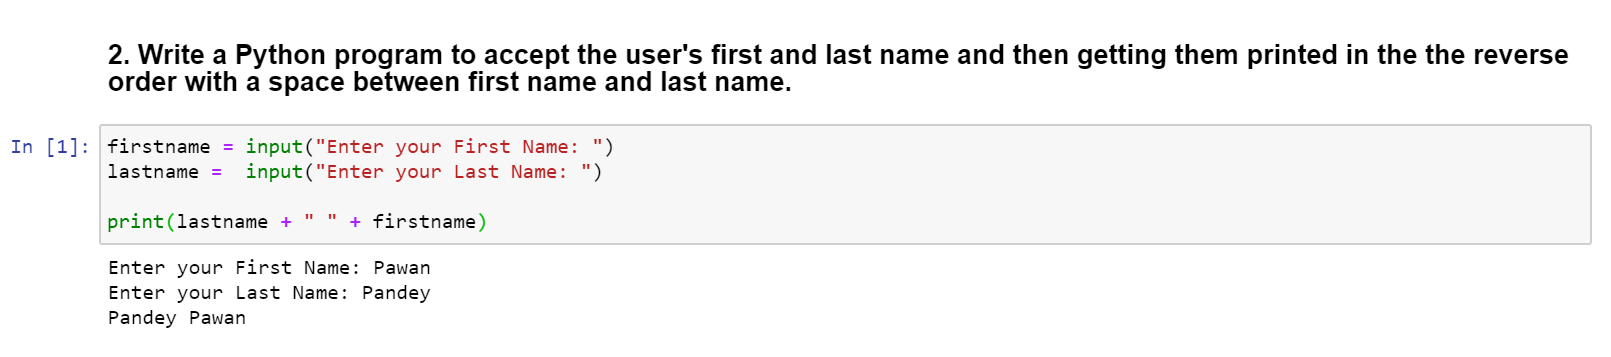 2. Write a Python program to accept the user's first and last name and then getting them printed in the the reverse
order with a space between first name and last name.
In [1]: firstname = input("Enter your First Name: ")
lastname =  input("Enter your Last Name: ")
print(lastname + " " + firstname)
Enter your First Name: Pawan
Enter your Last Name: Pandey
Pandey Pawan